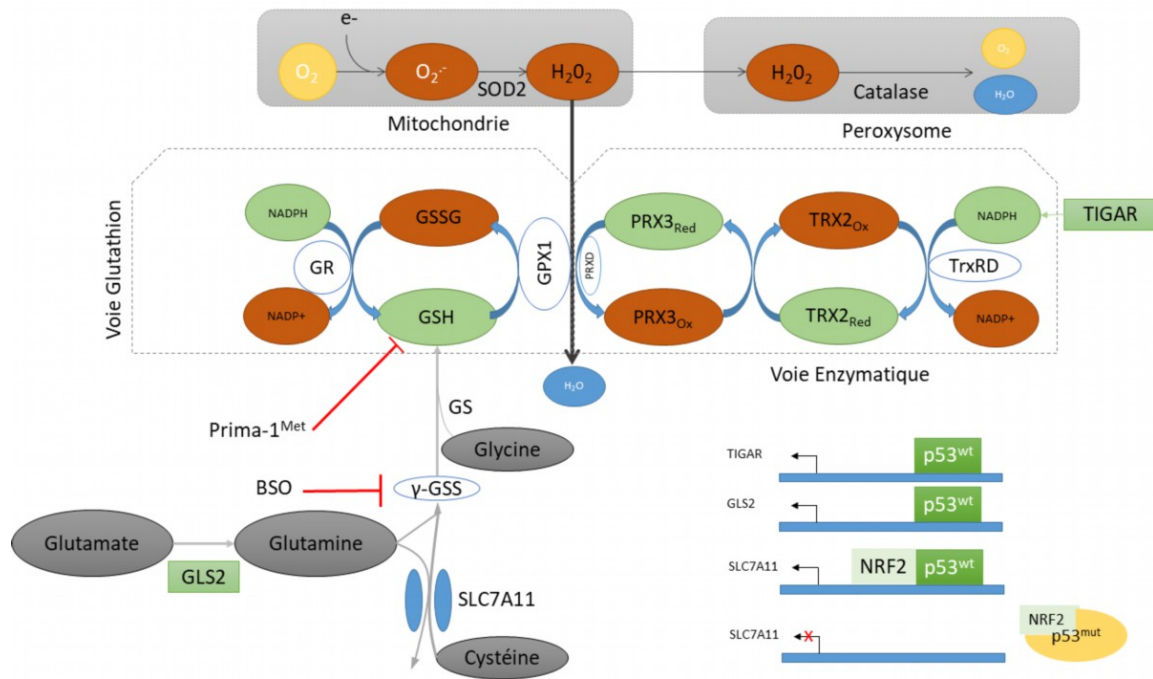 e-
O₂
O₂·-
SOD2
H₂O₂
H₂O₂
Catalase
O₂
H₂O
Mitochondrie
Peroxysome
Voie Glutathion
NADPH
GSSG
GR
NADP+
GSH
GPX1
PRXD
PRX3Red
TRX2Ox
NADPH
TIGAR
TrxRD
PRX3Ox
TRX2Red
NADP+
H₂O
Voie Enzymatique
Prima-1Met
GS
Glycine
BSO
γ-GSS
Glutamate
Glutamine
GLS2
SLC7A11
Cystéine
TIGAR
p53wt
GLS2
p53wt
SLC7A11
NRF2
p53wt
SLC7A11
NRF2
p53mut